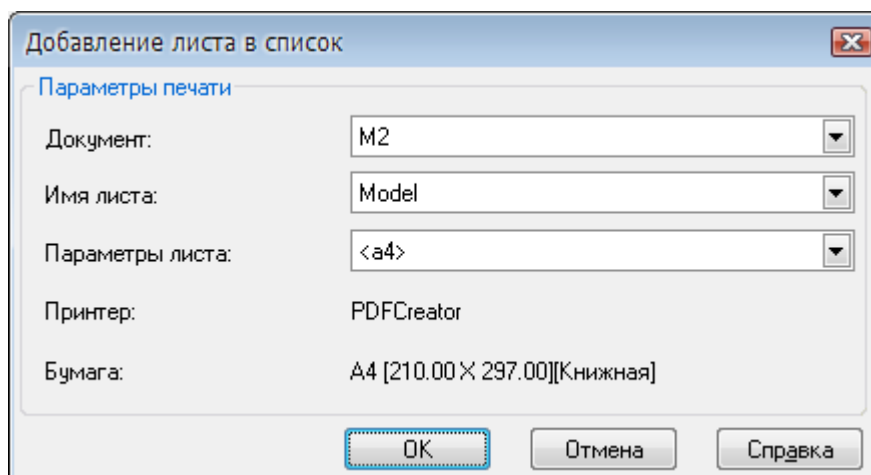 Добавление листа в список
Параметры печати
Документ: M2
Имя листа: Model
Параметры листа: <a4>
Принтер: PDFCreator
Бумага: A4 [210.00 X 297.00][Книжная]
OK Отмена Справка